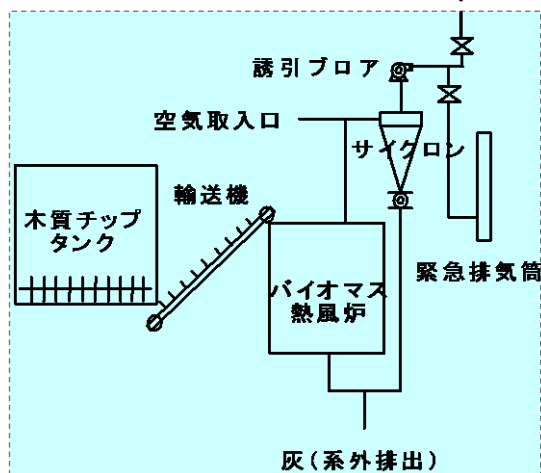 誘引ブロア
空気取入口
サイクロン
輸送機
木質チップ
タンク
緊急排気筒
バイオマス
熱風炉
灰(系外排出)